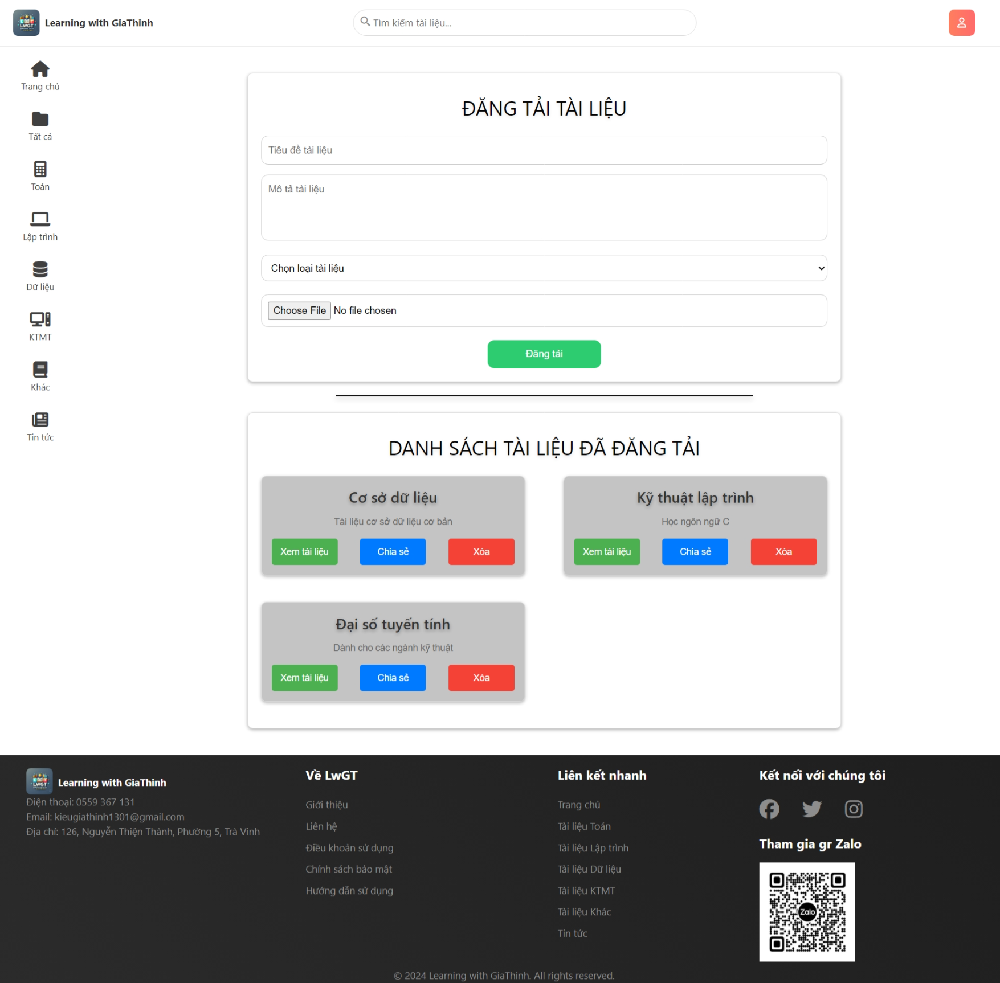 LWGT
Learning with GiaThinh
Tìm kiếm tài liệu...
Trang chủ
Tất cả
Toán
Lập trình
Dữ liệu
KTMT
Khác
Tin tức
ĐĂNG TẢI TÀI LIỆU
Tiêu đề tài liệu
Mô tả tài liệu
Chọn loại tài liệu
Choose File No file chosen
Đăng tải
DANH SÁCH TÀI LIỆU ĐÃ ĐĂNG TẢI
Cơ sở dữ liệu
Tài liệu cơ sở dữ liệu cơ bản
Xem tài liệu
Chia sẻ
Xóa
Kỹ thuật lập trình
Học ngôn ngữ C
Xem tài liệu
Chia sẻ
Xóa
Đại số tuyến tính
Dành cho các ngành kỹ thuật
Xem tài liệu
Chia sẻ
Xóa
LWGT
Learning with GiaThinh
Điện thoại: 0559 367 131
Email: kieugiathinh1301@gmail.com
Địa chỉ: 126, Nguyễn Thiện Thành, Phường 5, Trà Vinh
Về LwGT
Giới thiệu
Liên hệ
Điều khoản sử dụng
Chính sách bảo mật
Hướng dẫn sử dụng
Liên kết nhanh
Trang chủ
Tài liệu Toán
Tài liệu Lập trình
Tài liệu Dữ liệu
Tài liệu KTMT
Tài liệu Khác
Tin tức
Kết nối với chúng tôi
Tham gia gr Zalo
Zalo
© 2024 Learning with GiaThinh. All rights reserved.